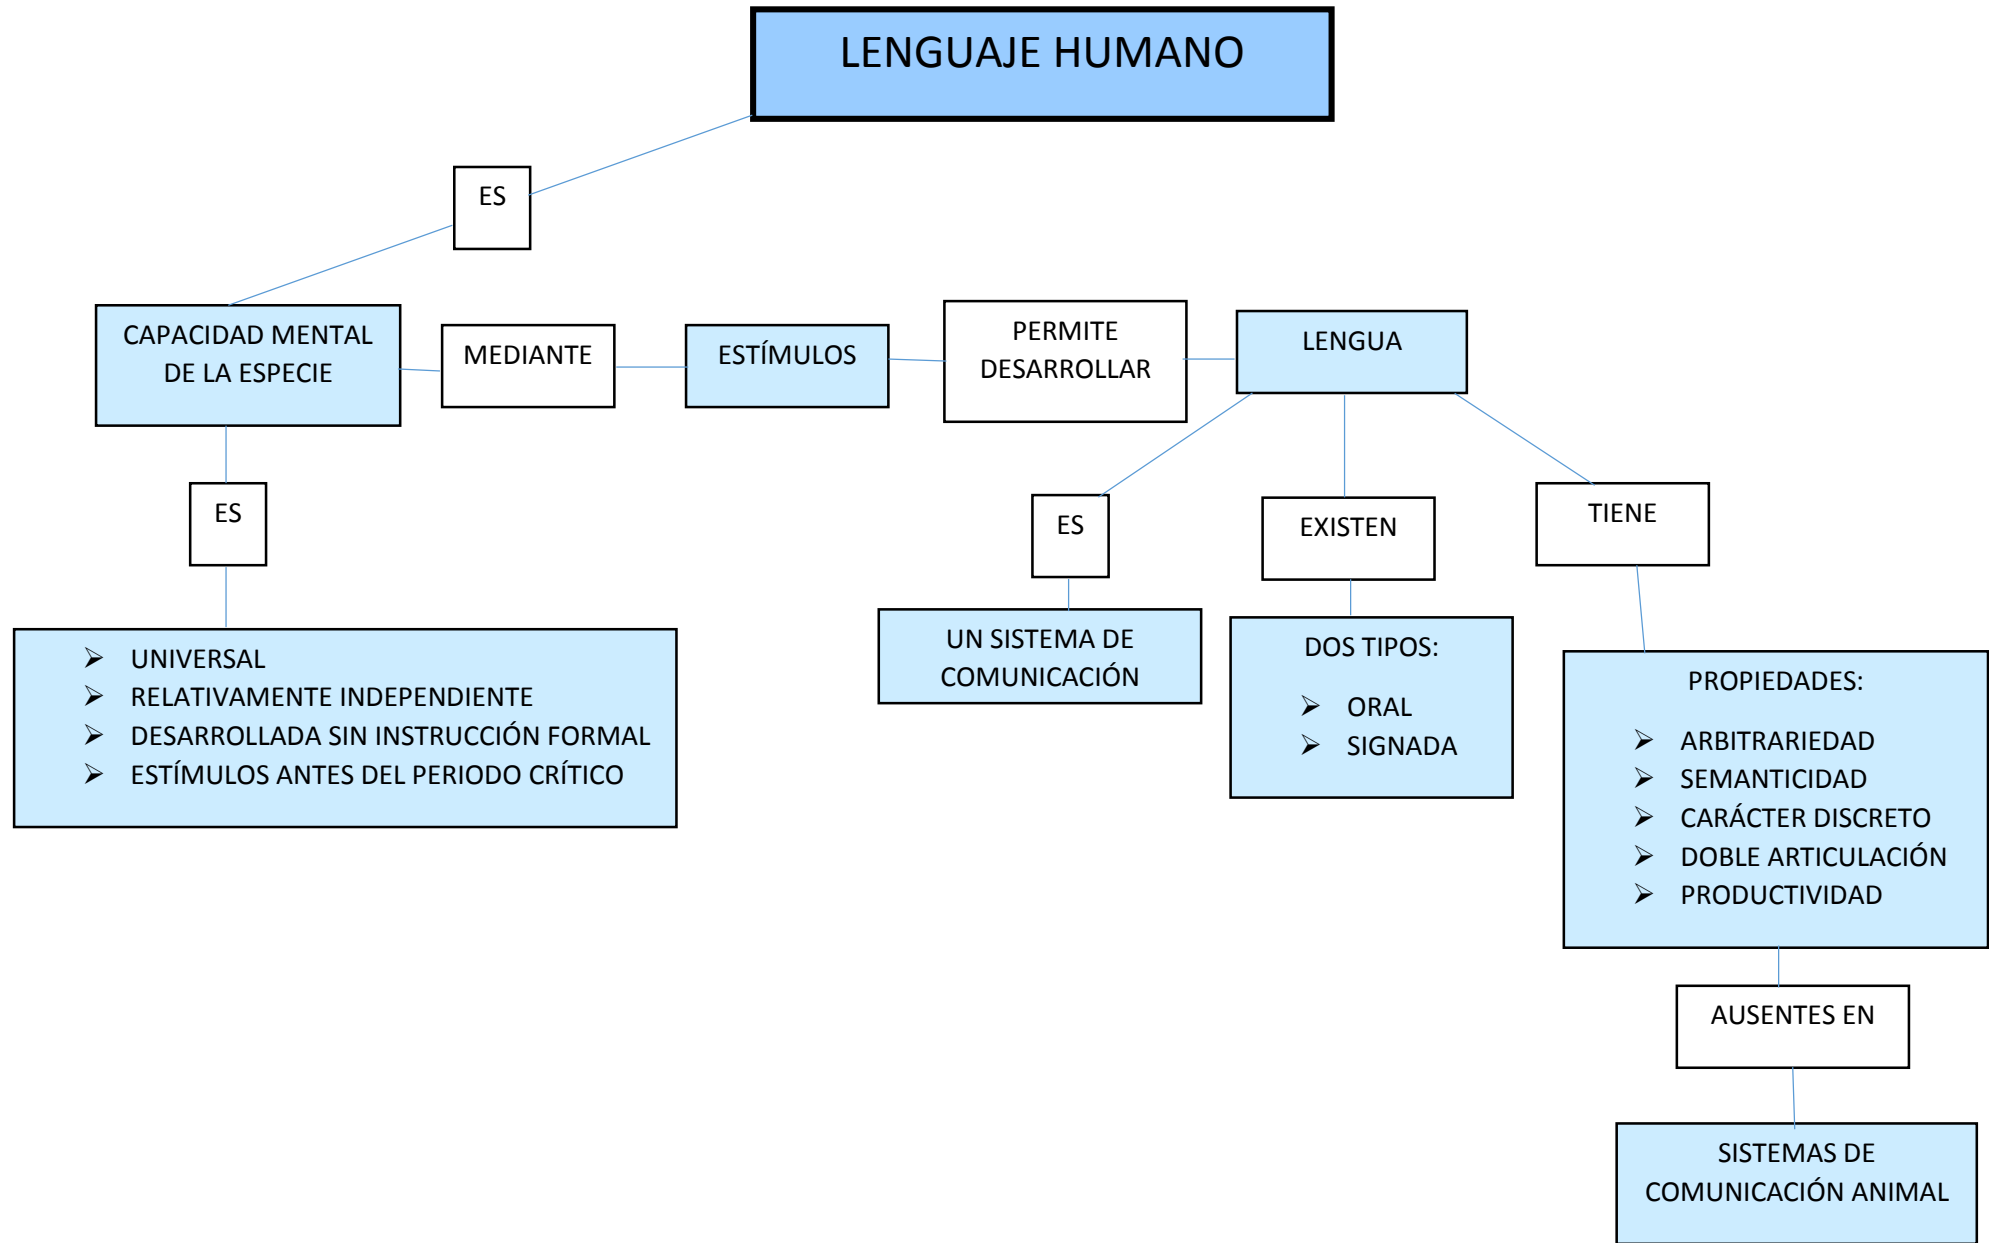 LENGUAJE HUMANO
ES
CAPACIDAD MENTAL
DE LA ESPECIE
MEDIANTE
ESTÍMULOS
PERMITE
DESARROLLAR
LENGUA
ES
➢ UNIVERSAL
➢ RELATIVAMENTE INDEPENDIENTE
➢ DESARROLLADA SIN INSTRUCCIÓN FORMAL
➢ ESTÍMULOS ANTES DEL PERIODO CRÍTICO
ES
UN SISTEMA DE
COMUNICACIÓN
EXISTEN
DOS TIPOS:
➢ ORAL
➢ SIGNADA
TIENE
PROPIEDADES:
➢ ARBITRARIEDAD
➢ SEMANTICIDAD
➢ CARÁCTER DISCRETO
➢ DOBLE ARTICULACIÓN
➢ PRODUCTIVIDAD
AUSENTES EN
SISTEMAS DE
COMUNICACIÓN ANIMAL